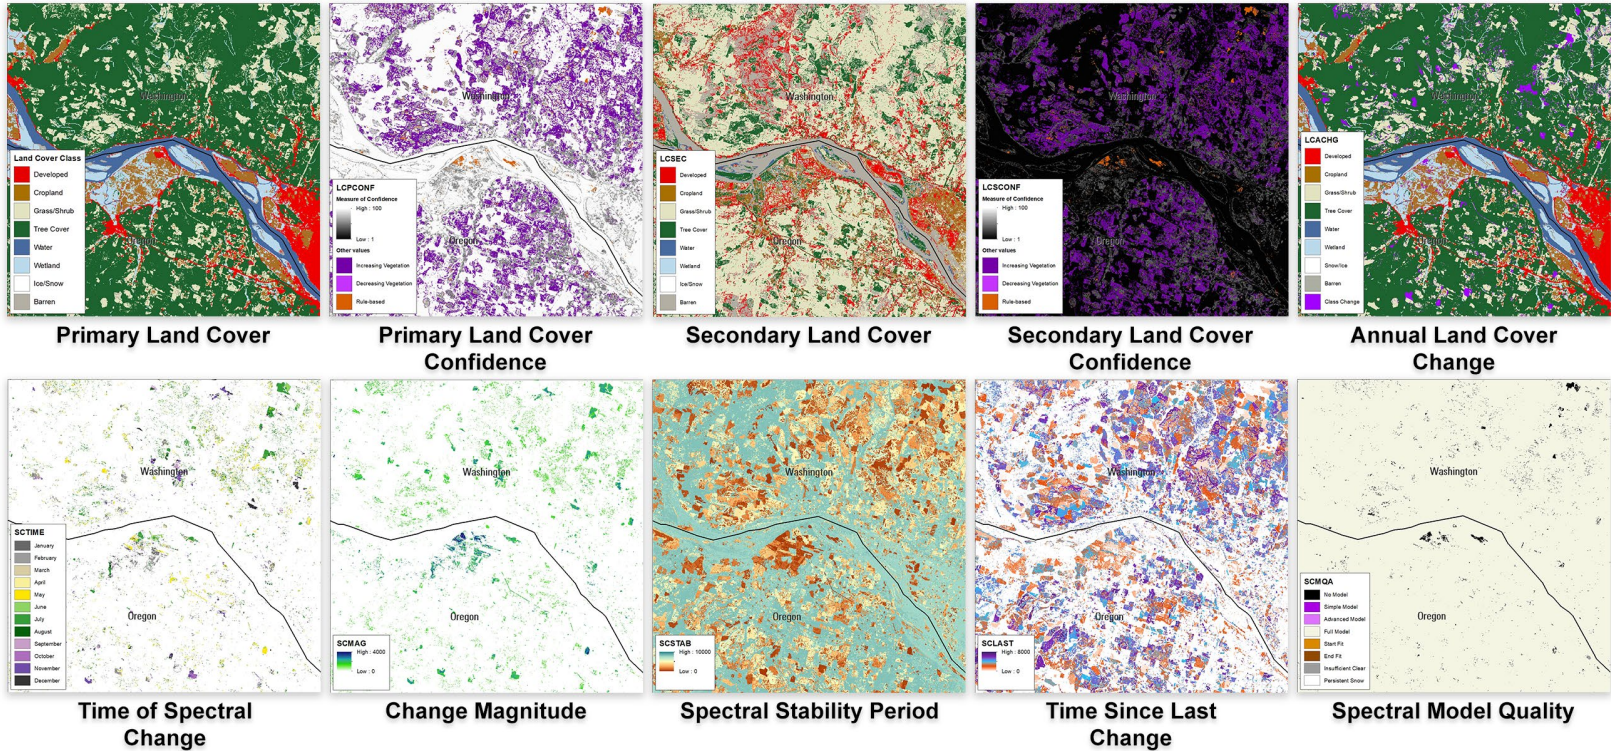 Washington
Oregon
Land Cover Class
Developed
Cropland
Grass/Shrub
Tree Cover
Water
Wetland
Ice/Snow
Barren
Primary Land Cover
Washington
Oregon
LCPCONF
Measure of Confidence
High : 100
Low : 1
Other values
Increasing Vegetation
Decreasing Vegetation
Rule-based
Primary Land Cover
Confidence
Washington
Oregon
LCSEC
Developed
Cropland
Grass/Shrub
Tree Cover
Water
Wetland
Ice/Snow
Barren
Secondary Land Cover
Washington
Oregon
LCSCONF
Measure of Confidence
High : 100
Low : 1
Other values
Increasing Vegetation
Decreasing Vegetation
Rule-based
Secondary Land Cover
Confidence
Washington
Oregon
LCACHG
Developed
Cropland
Grass/Shrub
Tree Cover
Water
Wetland
Snow/Ice
Barren
Class Change
Annual Land Cover
Change
Washington
Oregon
SCTIME
January
February
March
April
May
June
July
August
September
October
November
December
Time of Spectral
Change
Washington
Oregon
SCMAG
High : 4000
Low : 0
Change Magnitude
Washington
Oregon
SCSTAB
High : 10000
Low : 0
Spectral Stability Period
Washington
Oregon
SCLAST
High : 8000
Low : 0
Time Since Last
Change
Washington
Oregon
SCMQA
No Model
Simple Model
Advanced Model
Full Model
Start Fit
End Fit
Insufficient Clear
Persistent Snow
Spectral Model Quality